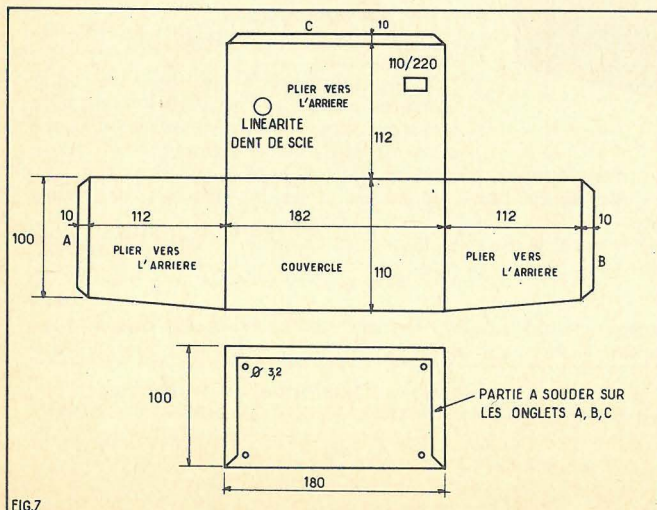 C
10
110/220
PLIER VERS
L'ARRIERE
LINEARITE
DENT DE SCIE
112
10
112
182
112
10
100
A
PLIER VERS
L'ARRIERE
COUVERCLE
110
PLIER VERS
L'ARRIERE
B
100
Ø 3,2
PARTIE A SOUDER SUR
LES ONGLETS A, B, C
180
FIG.7